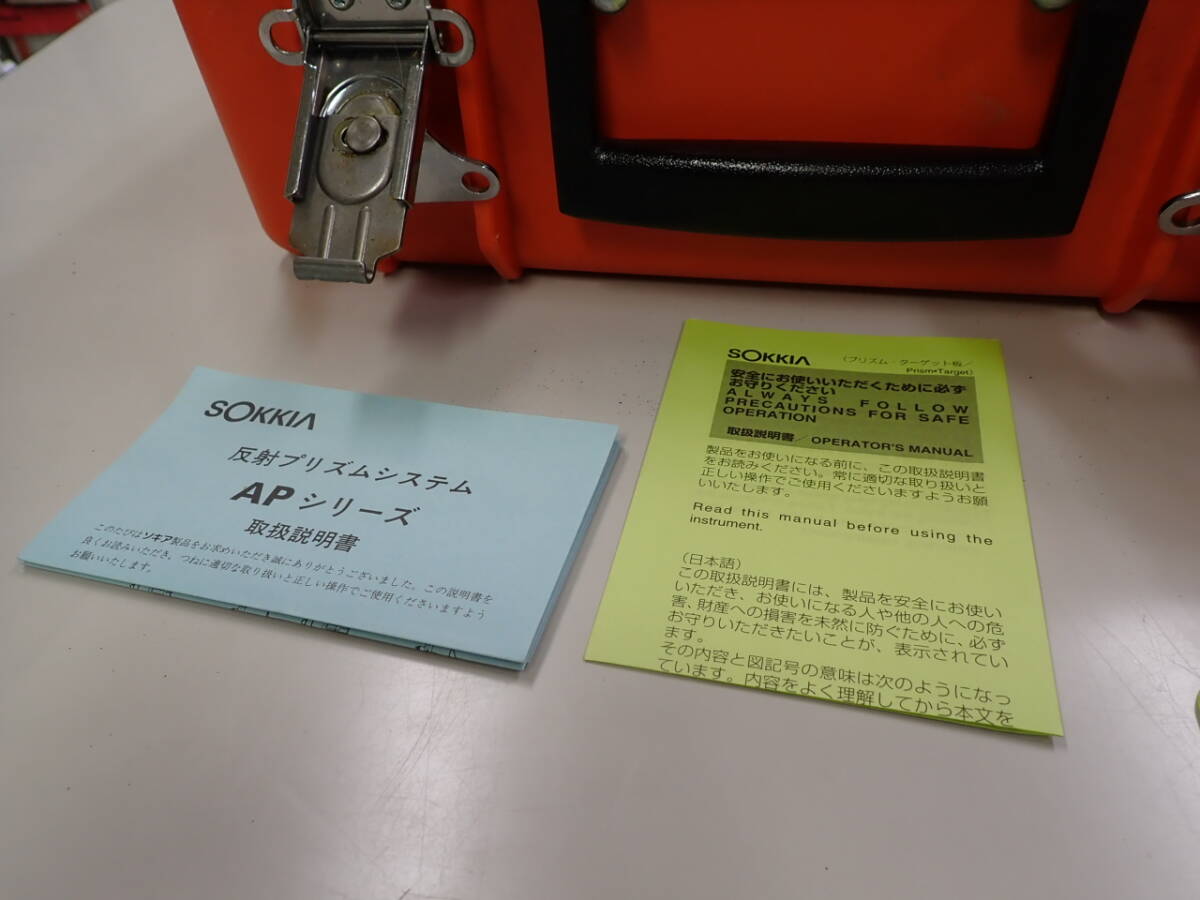 SOKKIA
反射プリズムシステム
APシリーズ
取扱説明書
このたびはソキア製品をお求めいただき誠にありがとうございました。この説明書を
良くお読みいただき、つねに適切な取り扱いと正しい操作でご使用くださいますよう
お願いいたします。
SOKKIA
(プリズム・ターゲット板/
Prism•Target)
安全にお使いいただくために必ず
お守りください
ALWAYS FOLLOW
PRECAUTIONS FOR SAFE
OPERATION
取扱説明書/OPERATOR'S MANUAL
製品をお使いになる前に、この取扱説明書
をお読みください。常に適切な取り扱いと
正しい操作でご使用くださいますようお願
いいたします。
Read this manual before using the
instrument.
(日本語)
この取扱説明書には、製品を安全にお使い
いただき、お使いになる人や他の人への危
害、財産への損害を未然に防ぐために、必ず
お守りいただきたいことが、表示されてい
ます。
その内容と図記号の意味は次のようになっ
ています。内容をよく理解してから本文を